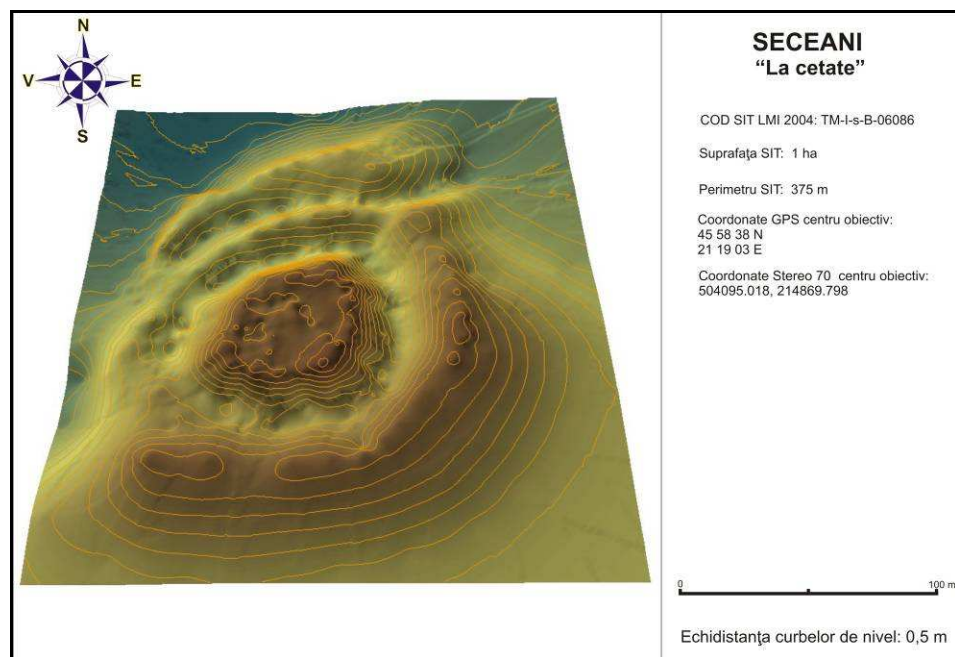 N
V
E
S
SECEANI
“La cetate”
COD SIT LMI 2004: TM-I-s-B-06086
Suprafaţa SIT: 1 ha
Perimetru SIT: 375 m
Coordonate GPS centru obiectiv:
45 58 38 N
21 19 03 E
Coordonate Stereo 70 centru obiectiv:
504095.018, 214869.798
0
100 m
Echidistanţa curbelor de nivel: 0,5 m